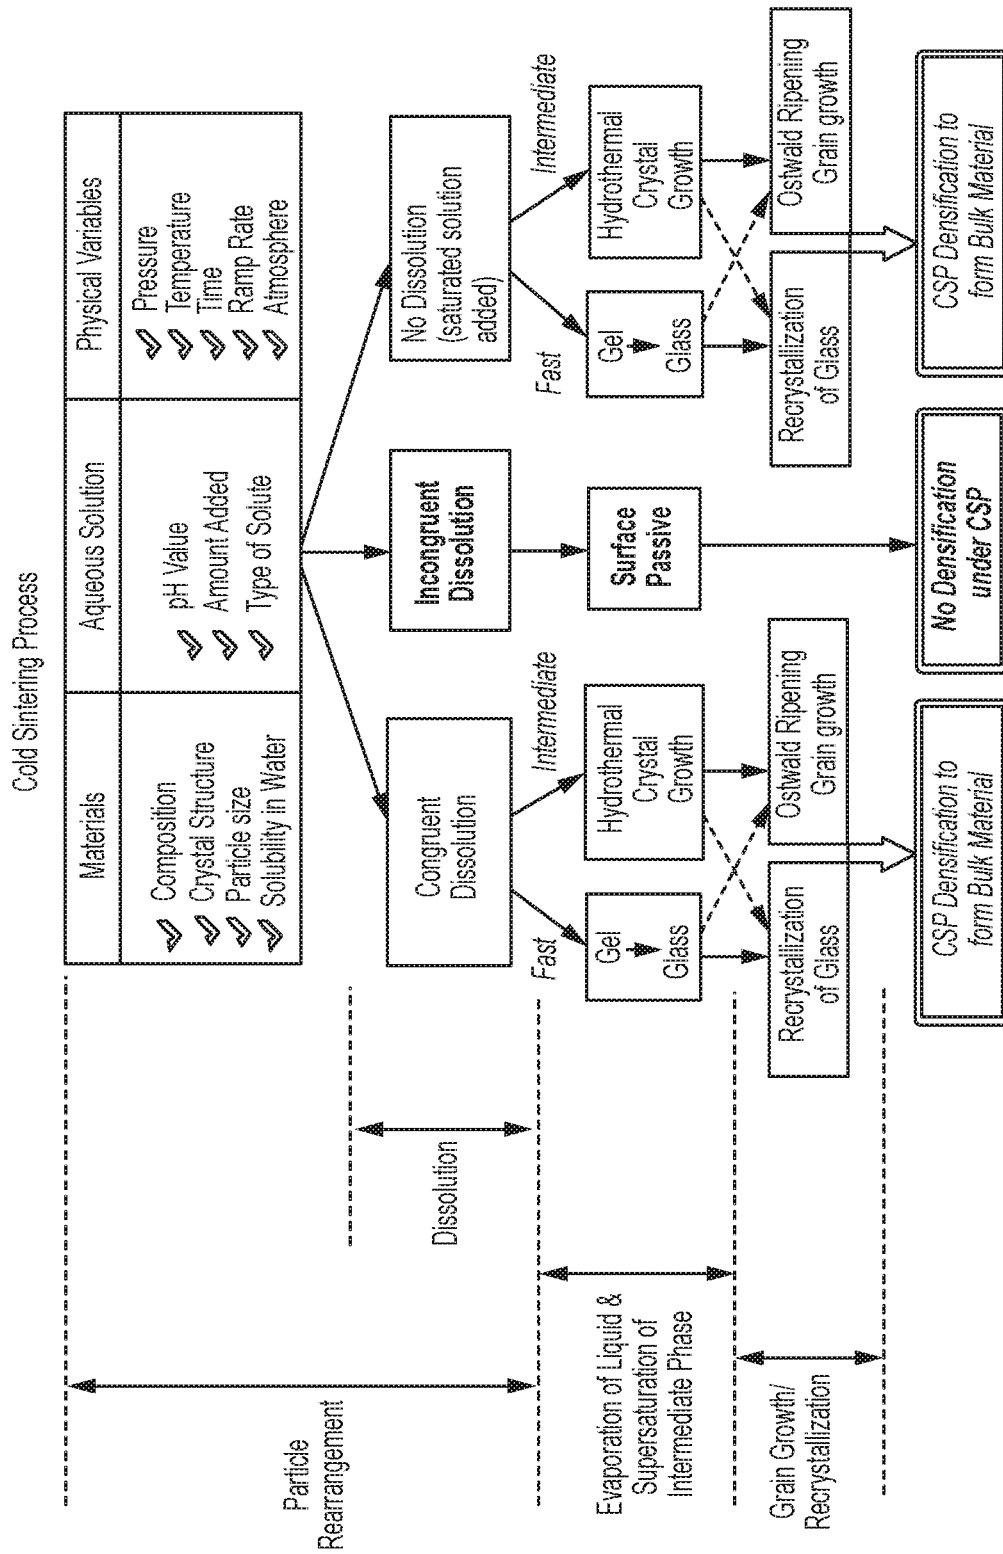 Cold Sintering Process
Materials
Aqueous Solution
Physical Variables
Composition
Crystal Structure
Particle size
Solubility in Water
pH Value
Amount Added
Type of Solute
Pressure
Temperature
Time
Ramp Rate
Atmosphere
Particle
Rearrangement
Dissolution
Congruent
Dissolution
Incongruent
Dissolution
No Dissolution
(saturated solution
added)
Fast
Intermediate
Fast
Intermediate
Evaporation of Liquid &
Supersaturation of
Intermediate Phase
Gel
Glass
Hydrothermal
Crystal
Growth
Surface
Passive
Gel
Glass
Hydrothermal
Crystal
Growth
Grain Growth/
Recrystallization
Recrystallization
of Glass
Ostwald Ripening
Grain growth
Recrystallization
of Glass
Ostwald Ripening
Grain growth
CSP Densification to
form Bulk Material
No Densification
under CSP
CSP Densification to
form Bulk Material